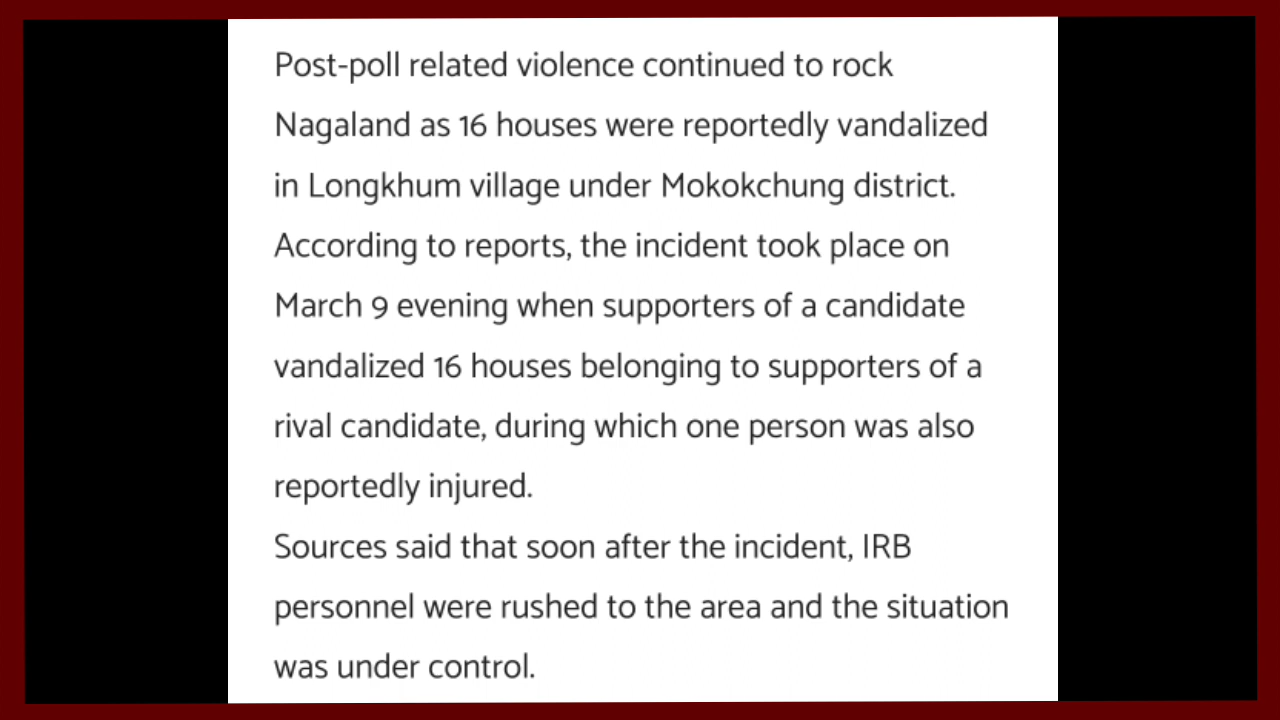 Post-poll related violence continued to rock
Nagaland as 16 houses were reportedly vandalized
in Longkhum village under Mokokchung district.
According to reports, the incident took place on
March 9 evening when supporters of a candidate
vandalized 16 houses belonging to supporters of a
rival candidate, during which one person was also
reportedly injured.
Sources said that soon after the incident, IRB
personnel were rushed to the area and the situation
was under control.